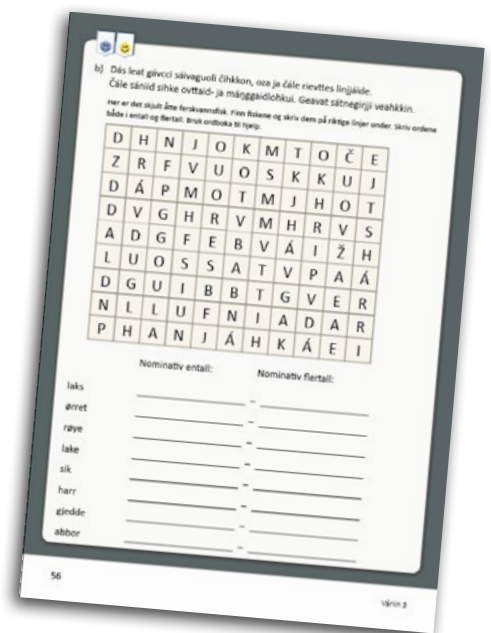 b) Dás leat gávcci sáivaguoli čihkkon, oza ja čále rievttes linjjáide.
Čále sániid sihke ovttaid- ja máŋggaidlohkui. Geavat sátnegirjji veahkkin.
Her er det skjult åtte ferskvannsfisk. Finn fiskene og skriv dem på riktige linjer under. Skriv ordene
både i entall og flertall. Bruk ordboka til hjelp.
D H N J O K M T O Č E
Z R F V U O S K K U J
D Á P M O T M J H O T
D V G H R V M H R V S
A D G F E B V Á I Ž H
L U O S S A T V P A Á
D G U I B B T G V E R
N L L U F N I A D A R
P H A N J Á H K Á E I
Nominativ entall: Nominativ flertall:
laks –
ørret –
røye –
lake –
sik –
harr –
gjedde –
abbor –
56
Várin 3